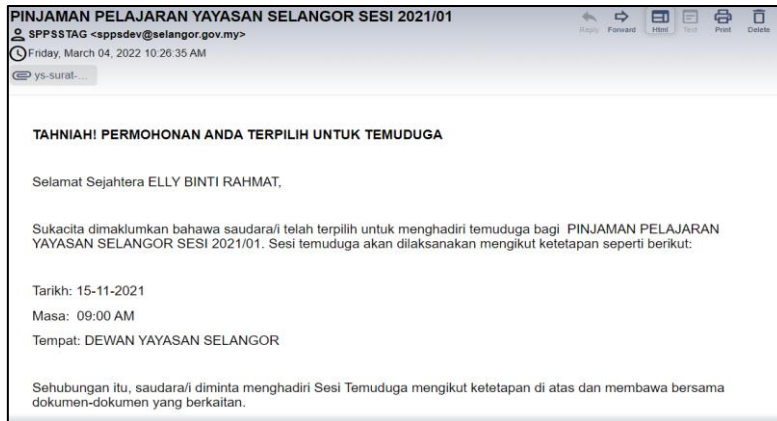 PINJAMAN PELAJARAN YAYASAN SELANGOR SESI 2021/01
SPPSSTAG <sppsdev@selangor.gov.my>
Friday, March 04, 2022 10:26:35 AM
ys-surat-...
Reply Forward Html Text Print Delete
TAHNIAH! PERMOHONAN ANDA TERPILIH UNTUK TEMUDUGA
Selamat Sejahtera ELLY BINTI RAHMAT,
Sukacita dimaklumkan bahawa saudara/i telah terpilih untuk menghadiri temuduga bagi PINJAMAN PELAJARAN
YAYASAN SELANGOR SESI 2021/01. Sesi temuduga akan dilaksanakan mengikut ketetapan seperti berikut:
Tarikh: 15-11-2021
Masa: 09:00 AM
Tempat: DEWAN YAYASAN SELANGOR
Sehubungan itu, saudara/i diminta menghadiri Sesi Temuduga mengikut ketetapan di atas dan membawa bersama
dokumen-dokumen yang berkaitan.